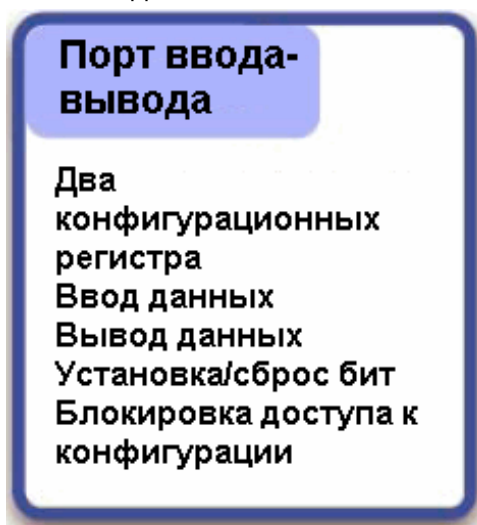 Порт ввода-
вывода
Два
конфигурационных
регистра
Ввод данных
Вывод данных
Установка/сброс бит
Блокировка доступа к
конфигурации